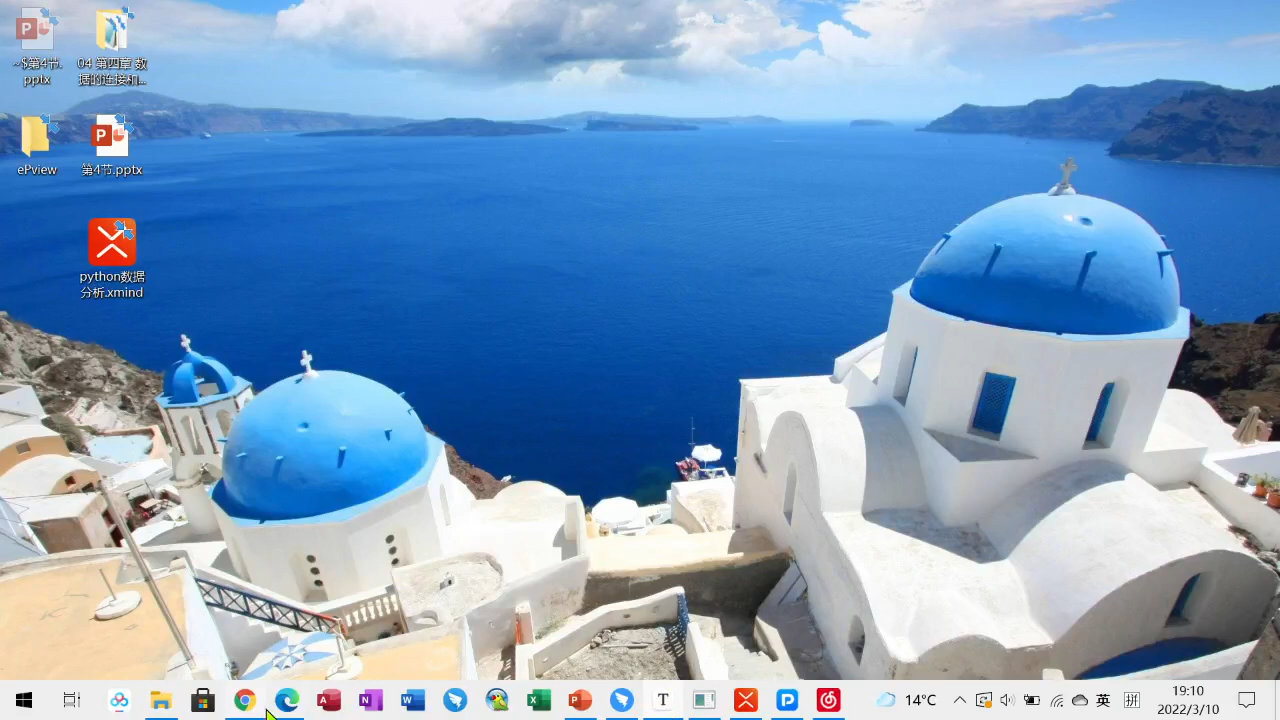 ~$第4节.
pptx
04 第四章 数
据的连接和...
ePview
第4节.pptx
python数据
分析.xmind
14°C
英
拼
19:10
2022/3/10